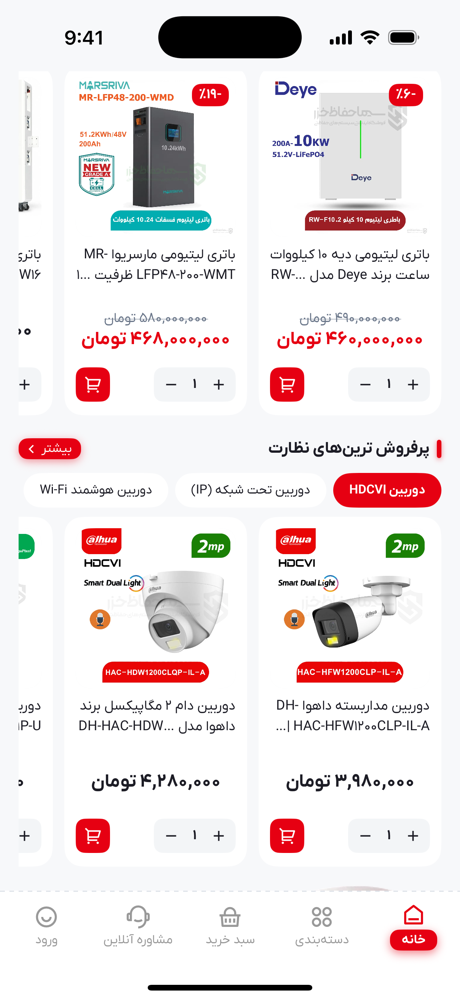 9:41
-٪۶
Deye
200A-10KW
51.2V-LiFePO4
Deye
باطری لیتیوم 10 کیلو RW-F10.2
باتری لیتیومی دیه ۱۰ کیلووات
ساعت برند Deye مدل RW-...
۴۹۰,۰۰۰,۰۰۰ تومان
۴۶۰,۰۰۰,۰۰۰ تومان
+ ۱ −
-٪۱۹
MARSRIVA
MR-LFP48-200-WMD
51.2KWh/48V
200Ah
MARSRIVA
NEW
GRADE A
CELL
10.24kWh
باتری لیتیوم فسفات 10.24 کیلووات
باتری لیتیومی مارسریوا MR-
LFP۴۸-۲۰۰-WMT ظرفیت ۱...
۵۸۰,۰۰۰,۰۰۰ تومان
۴۶۸,۰۰۰,۰۰۰ تومان
+ ۱ −
باتری
W۱۶
+
پرفروش ترین‌های نظارت
بیشتر
دوربین HDCVI
دوربین تحت شبکه (IP)
دوربین هوشمند Wi-Fi
alhua
HDCVI
2mp
Smart Dual Light
HAC-HFW1200CLP-IL-A
دوربین مداربسته داهوا DH-
HAC-HFW۱۲۰۰CLP-IL-A |...
۳,۹۸۰,۰۰۰ تومان
+ ۱ −
alhua
HDCVI
2mp
Smart Dual Light
HAC-HDW1200CLQP-IL-A
دوربین دام ۲ مگاپیکسل برند
داهوا مدل DH-HAC-HDW...
۴,۲۸۰,۰۰۰ تومان
+ ۱ −
+
خانه
دسته‌بندی
سبد خرید
مشاوره آنلاین
ورود